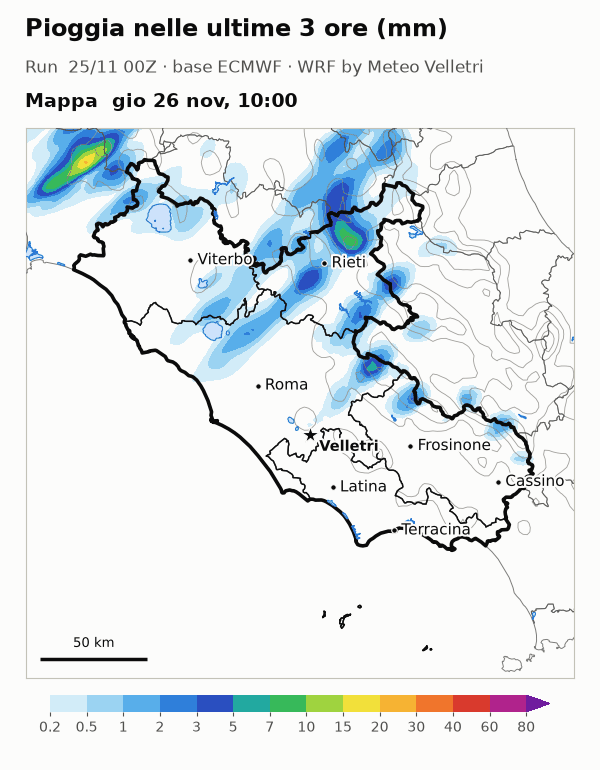 Pioggia nelle ultime 3 ore (mm)
Run  25/11 00Z · base ECMWF · WRF by Meteo Velletri
Mappa  gio 26 nov, 10:00
Viterbo
Rieti
Roma
Velletri
Frosinone
Latina
Cassino
Terracina
50 km
0.2 0.5 1 2 3 5 7 10 15 20 30 40 60 80